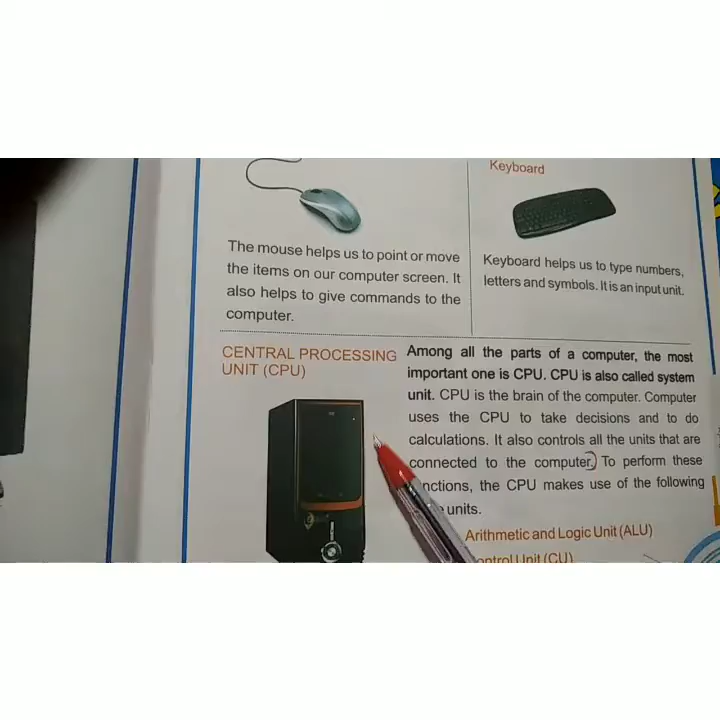 The mouse helps us to point or move
the items on our computer screen. It
also helps to give commands to the
computer.
Keyboard
Keyboard helps us to type numbers,
letters and symbols. It is an input unit.
CENTRAL PROCESSING
UNIT (CPU)
Among all the parts of a computer, the most
important one is CPU. CPU is also called system
unit. CPU is the brain of the computer. Computer
uses the CPU to take decisions and to do
calculations. It also controls all the units that are
connected to the computer. To perform these
the CPU makes use of the following
units.
Arithmetic and Logic Unit (ALU)
Unit (CU)